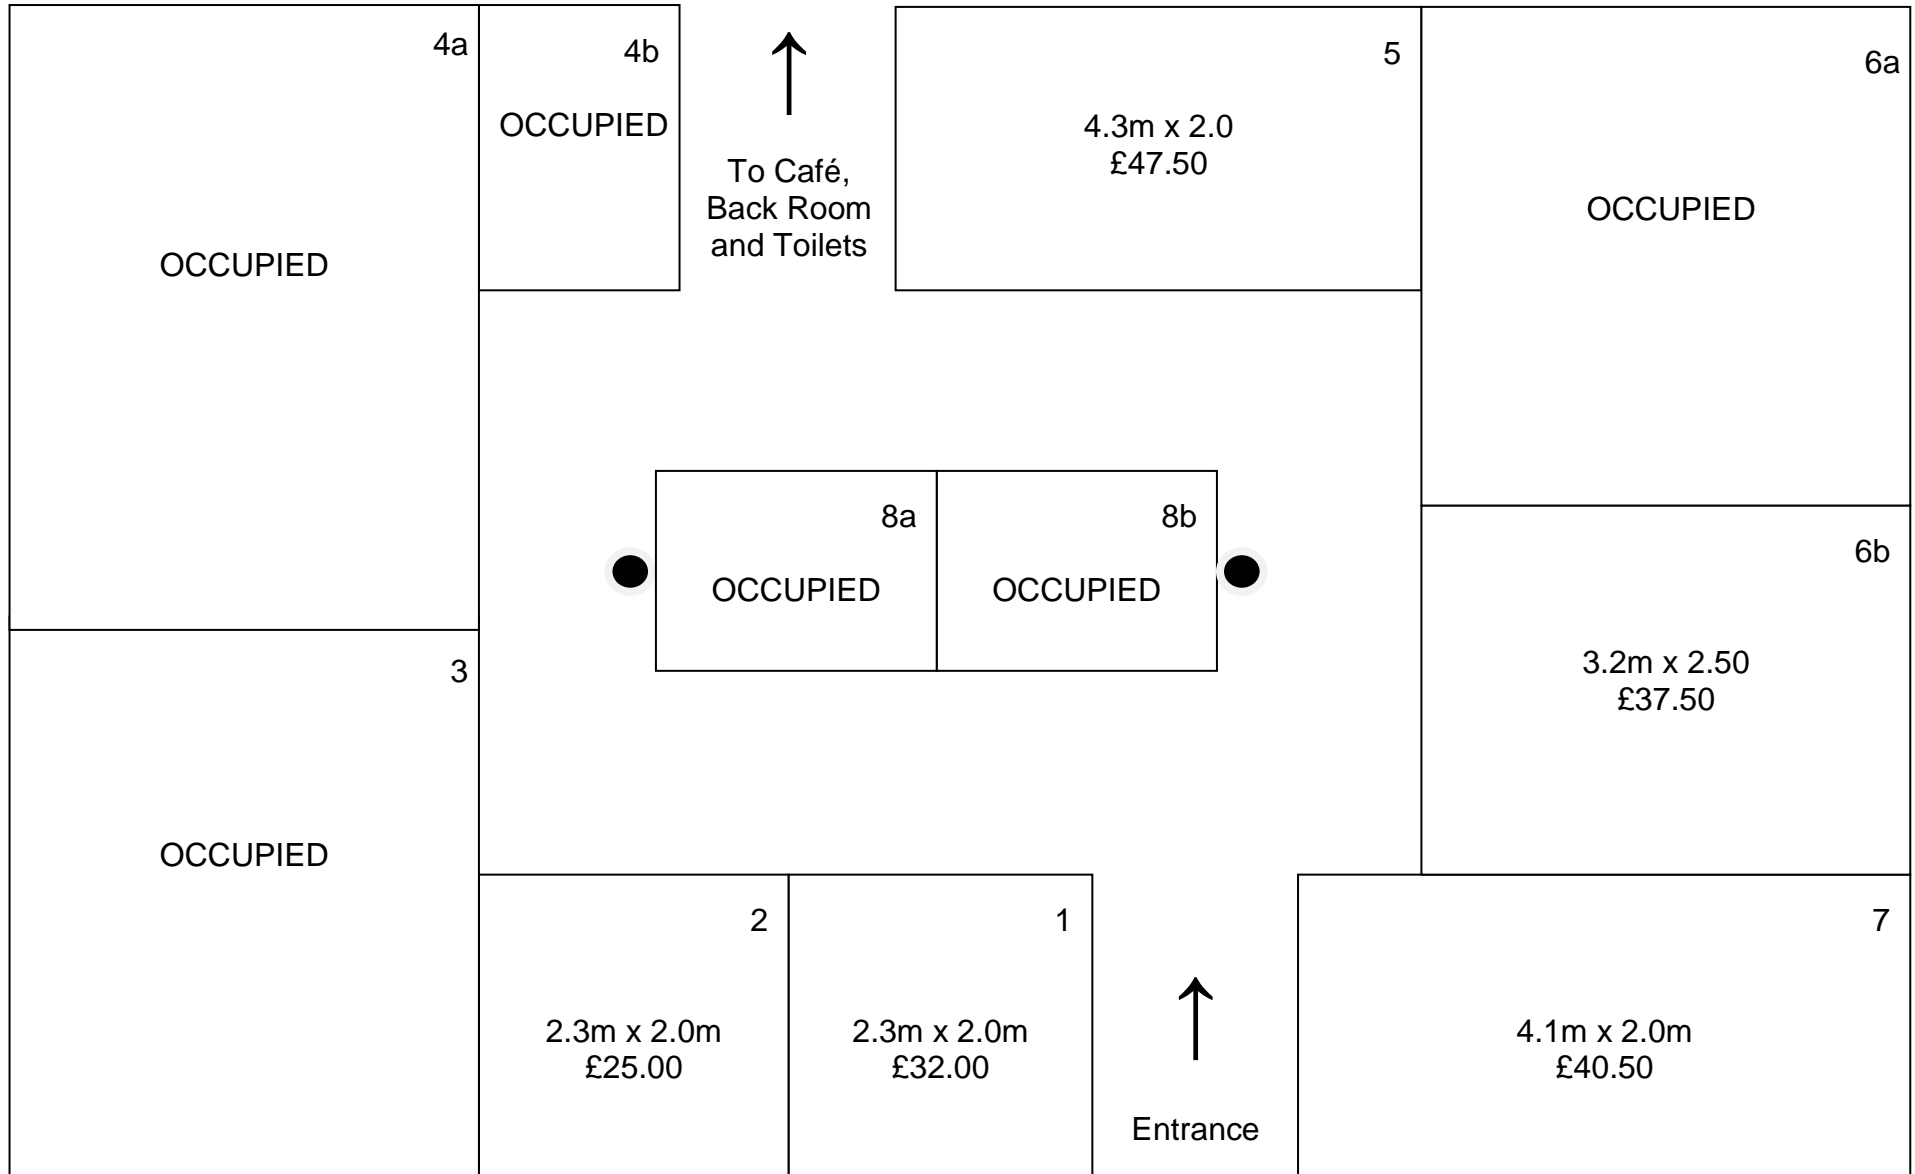 4a
OCCUPIED
4b
OCCUPIED
To Café,
Back Room
and Toilets
5
4.3m x 2.0
£47.50
6a
OCCUPIED
8a
OCCUPIED
8b
OCCUPIED
6b
3.2m x 2.50
£37.50
3
OCCUPIED
2
2.3m x 2.0m
£25.00
1
2.3m x 2.0m
£32.00
Entrance
7
4.1m x 2.0m
£40.50